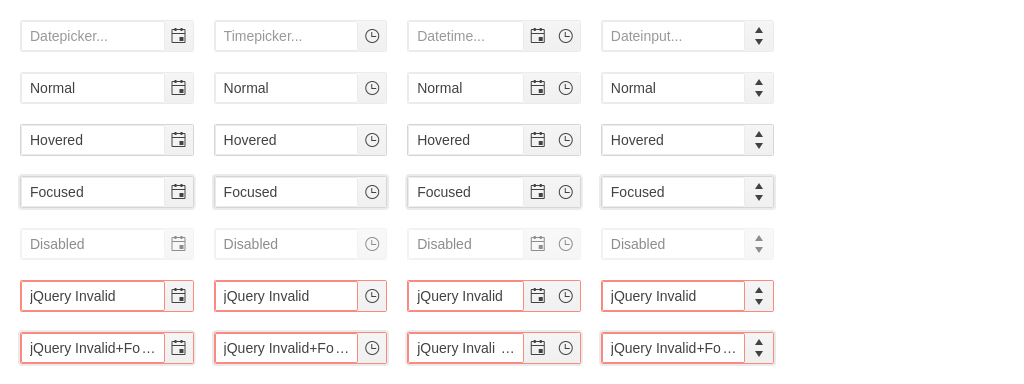 Datepicker... Timepicker... Datetime... Dateinput...
Normal Normal Normal Normal
Hovered Hovered Hovered Hovered
Focused Focused Focused Focused
Disabled Disabled Disabled Disabled
jQuery Invalid jQuery Invalid jQuery Invalid jQuery Invalid
jQuery Invalid+Fo... jQuery Invalid+Fo... jQuery Invali ... jQuery Invalid+Fo...